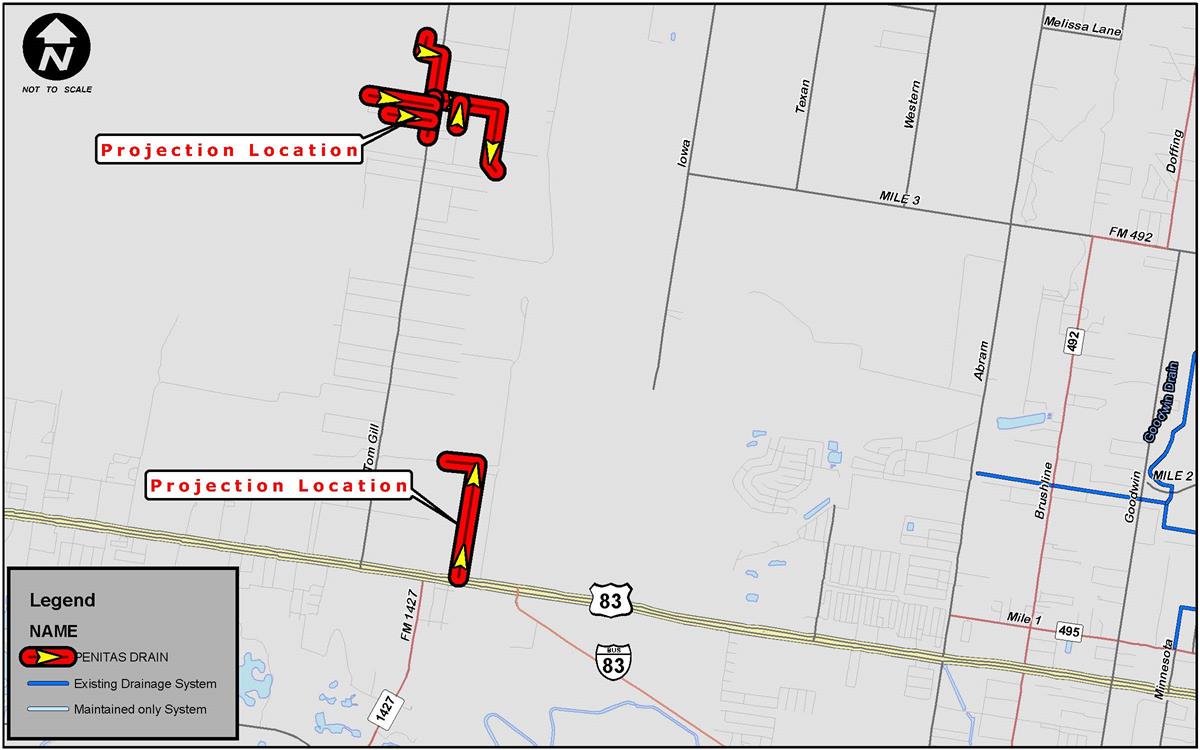 N
NOT TO SCALE
Melissa Lane
Texan
Western
Iowa
Doffing
MILE 3
FM 492
Projection Location
492
Abram
Goodwin Drain
Tom Gill
MILE 2
Brushline
Goodwin
Projection Location
83
FM 1427
Mile 1
495
BUS
83
Minnesota
1427
Legend
NAME
PENITAS DRAIN
Existing Drainage System
Maintained only System